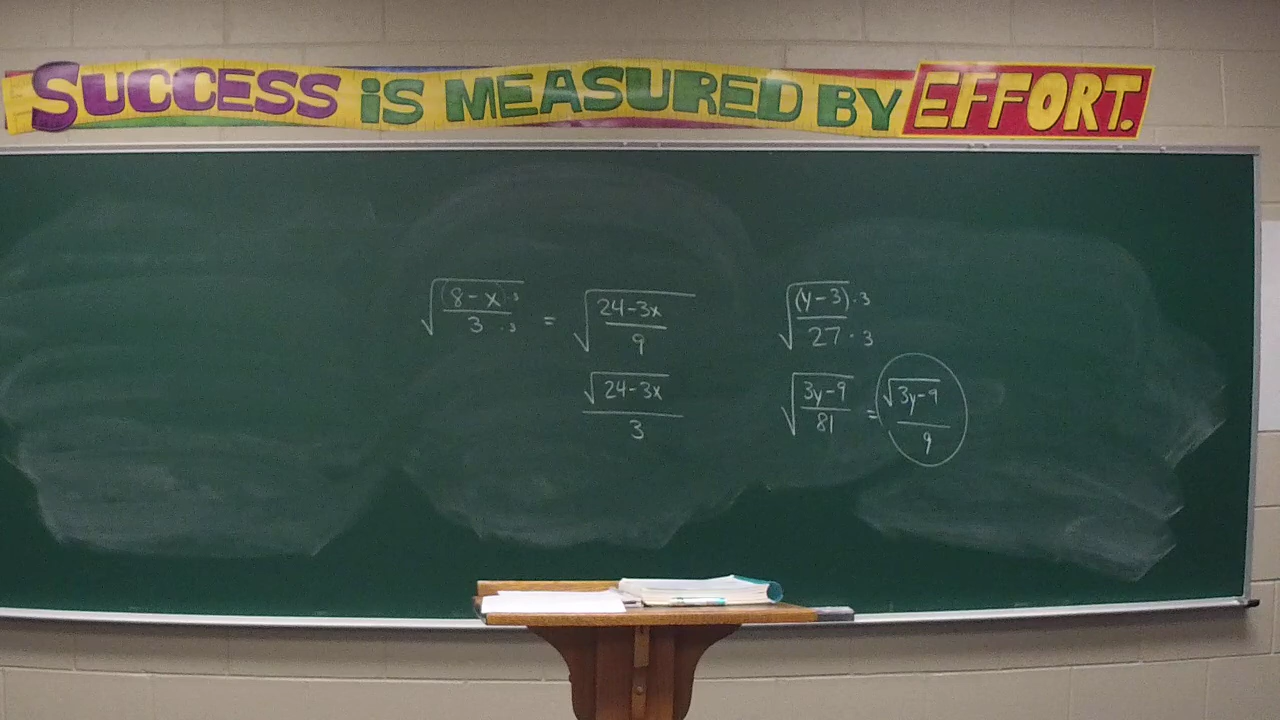 SUCCESS iS MEASURED BY EFFORT.
√((8-x)·3 / 3·3) = √(24-3x / 9)
√(24-3x) / 3
√((y-3)·3 / 27·3)
√(3y-9 / 81) = √(3y-9) / 9